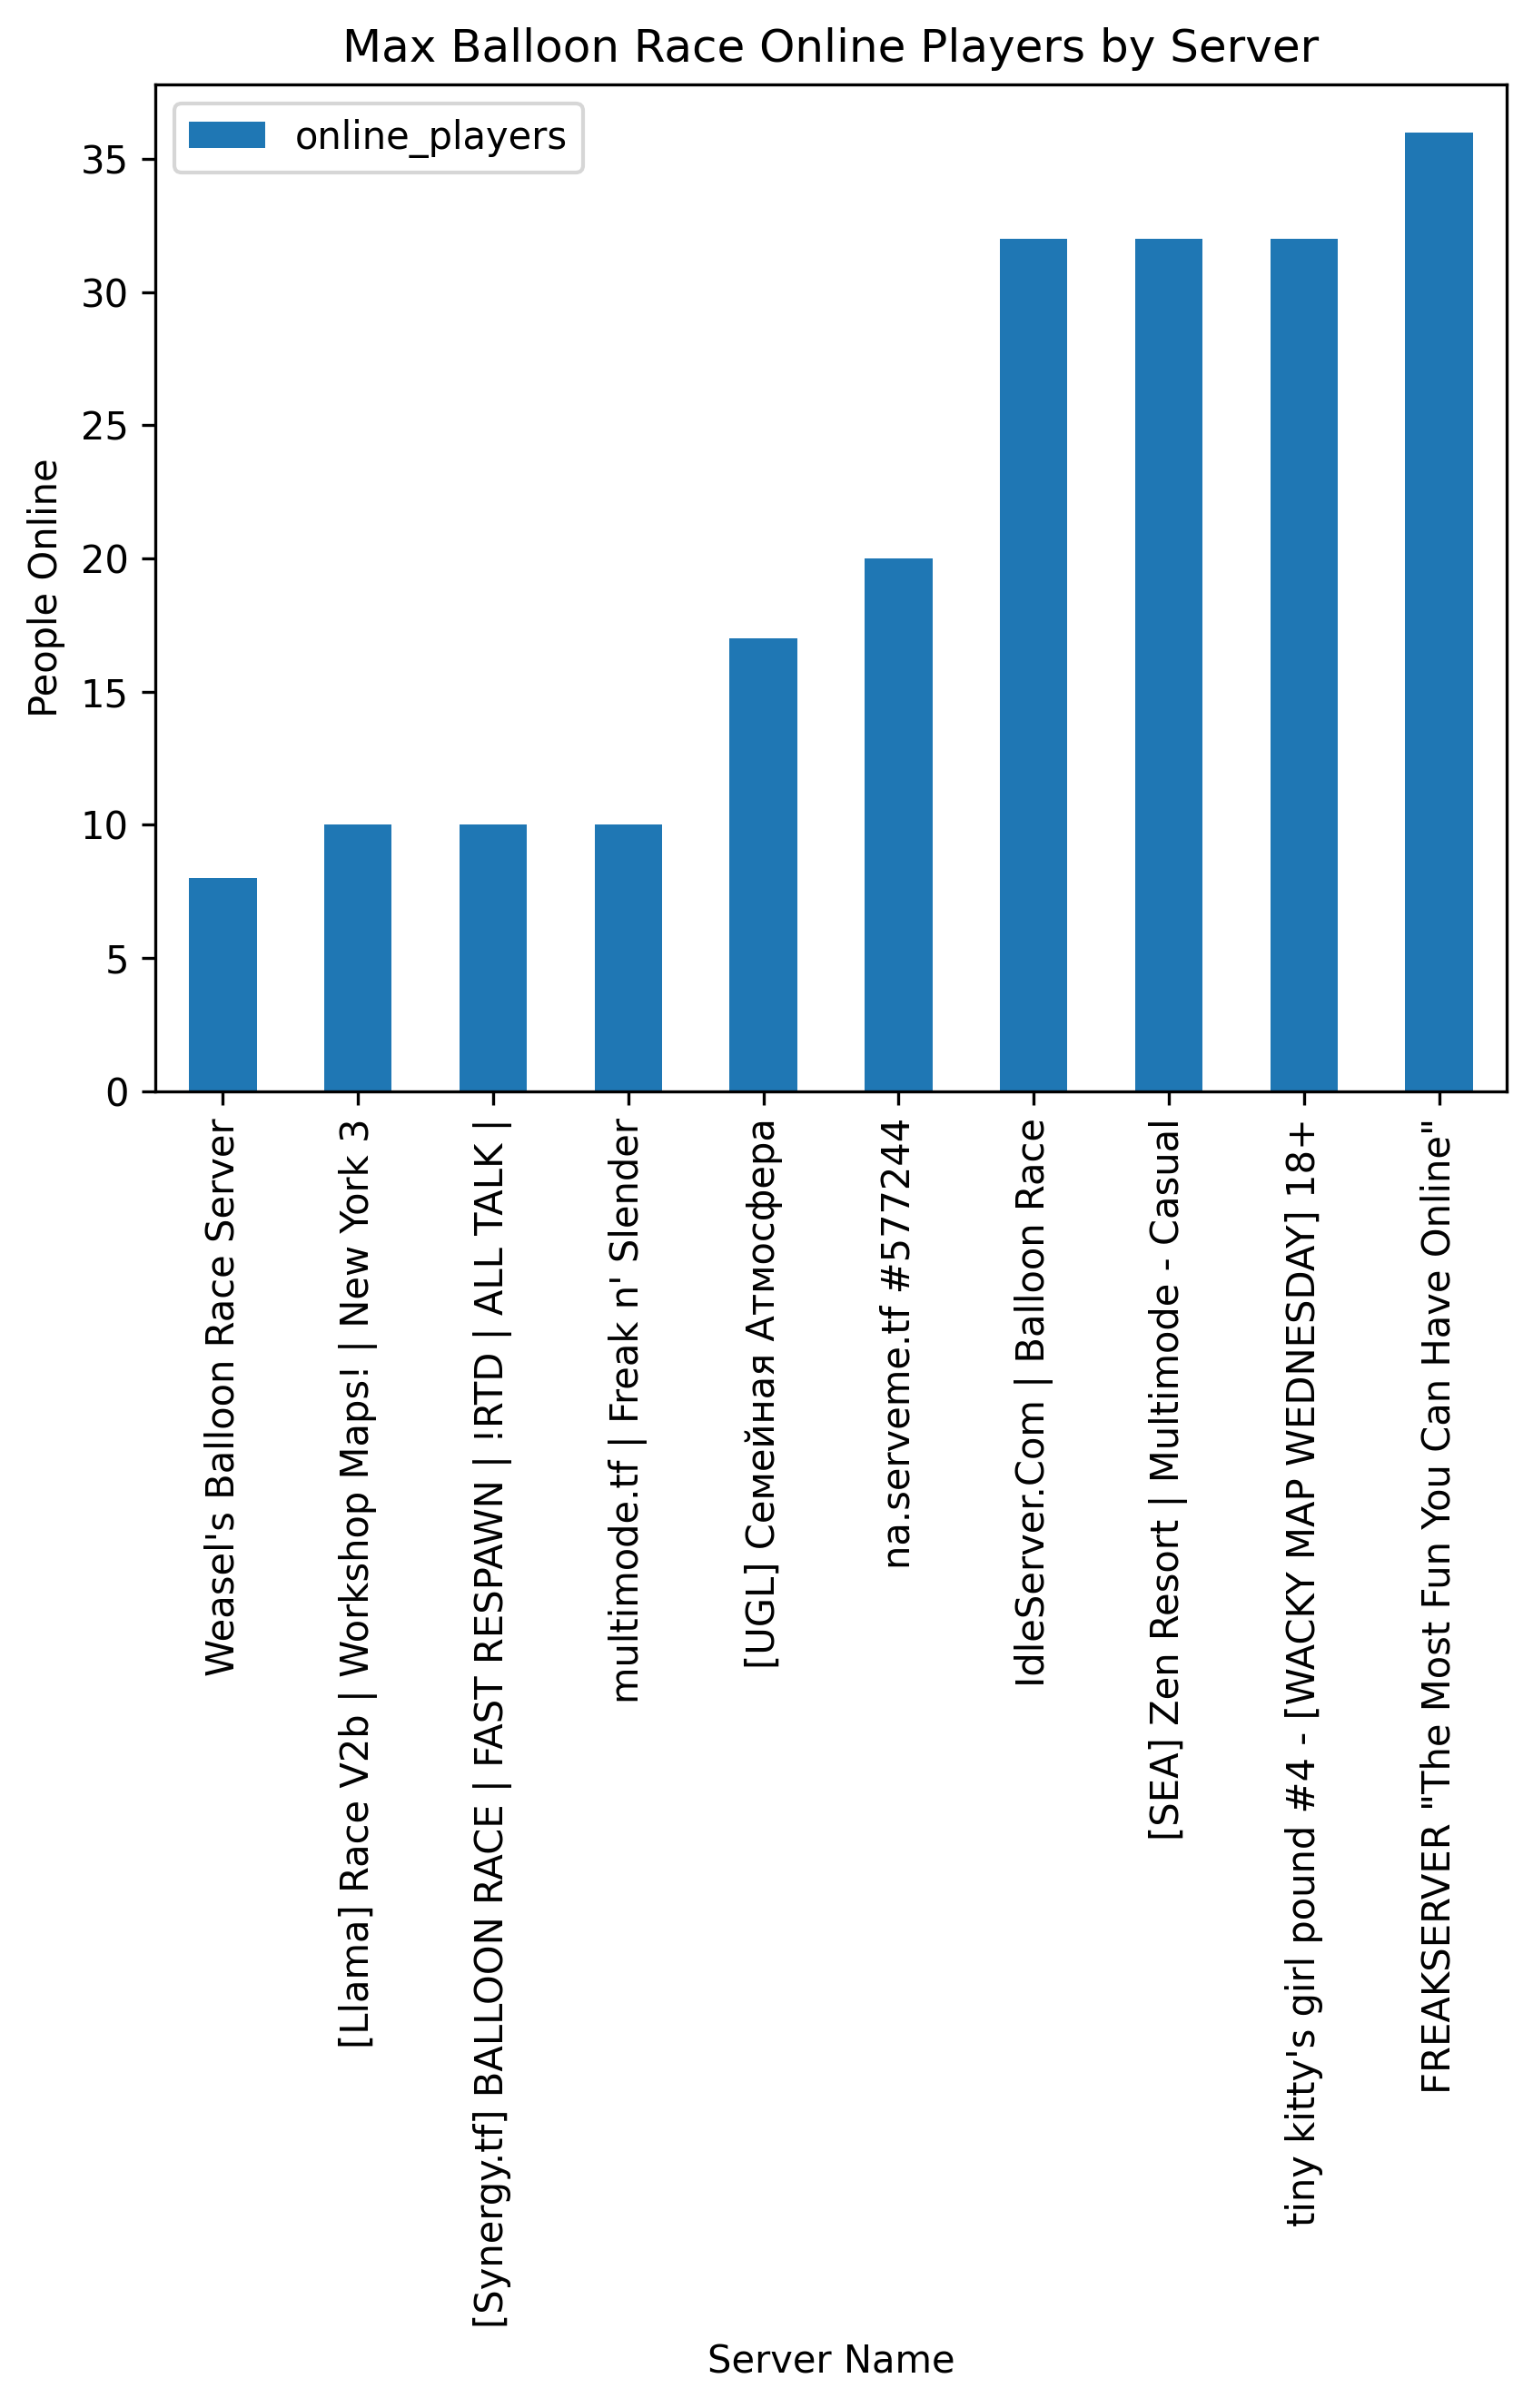 Max Balloon Race Online Players by Server
online_players
People Online
35
30
25
20
15
10
5
0
Weasel's Balloon Race Server
[Llama] Race V2b | Workshop Maps! | New York 3
[Synergy.tf] BALLOON RACE | FAST RESPAWN | !RTD | ALL TALK |
multimode.tf | Freak n' Slender
[UGL] Семейная Атмосфера
na.serveme.tf #577244
IdleServer.Com | Balloon Race
[SEA] Zen Resort | Multimode - Casual
tiny kitty's girl pound #4 - [WACKY MAP WEDNESDAY] 18+
FREAKSERVER "The Most Fun You Can Have Online"
Server Name